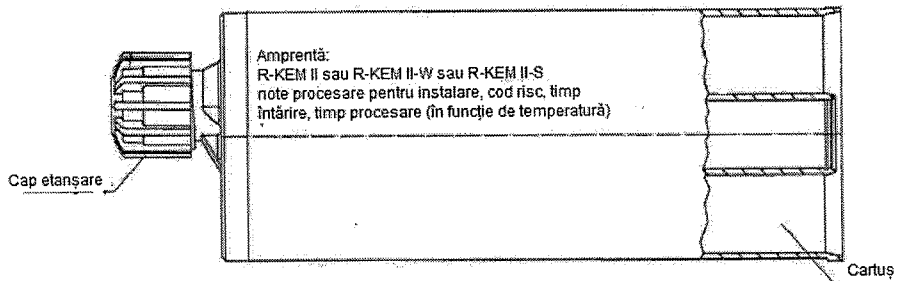 Amprentă:
R-KEM II sau R-KEM II-W sau R-KEM II-S
note procesare pentru instalare, cod risc, timp
întărire, timp procesare (în funcție de temperatură)
Cap etanșare
Cartuș